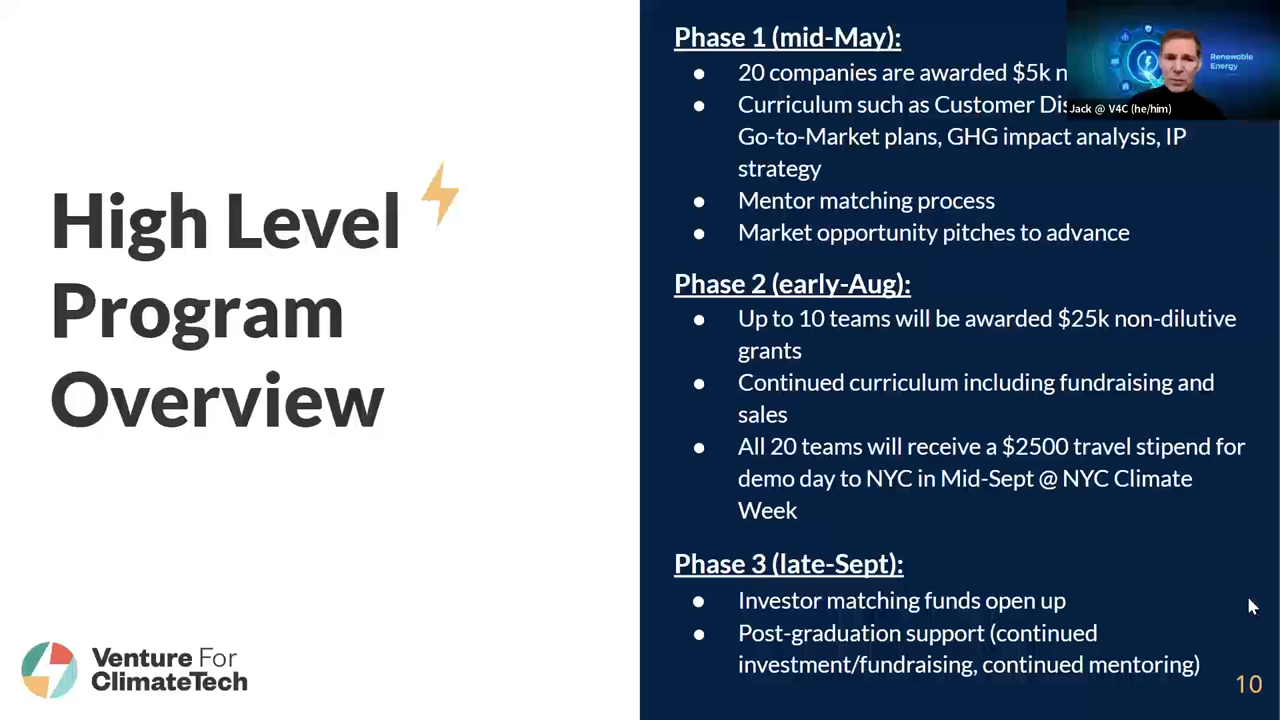 High Level
Program
Overview
Venture For
ClimateTech
Phase 1 (mid-May):
● 20 companies are awarded $5k
● Curriculum such as Customer
Go-to-Market plans, GHG impact analysis, IP
strategy
● Mentor matching process
● Market opportunity pitches to advance
Phase 2 (early-Aug):
● Up to 10 teams will be awarded $25k non-dilutive
grants
● Continued curriculum including fundraising and
sales
● All 20 teams will receive a $2500 travel stipend for
demo day to NYC in Mid-Sept @ NYC Climate
Week
Phase 3 (late-Sept):
● Investor matching funds open up
● Post-graduation support (continued
investment/fundraising, continued mentoring)
10
Renewable
Energy
Jack @ V4C (he/him)